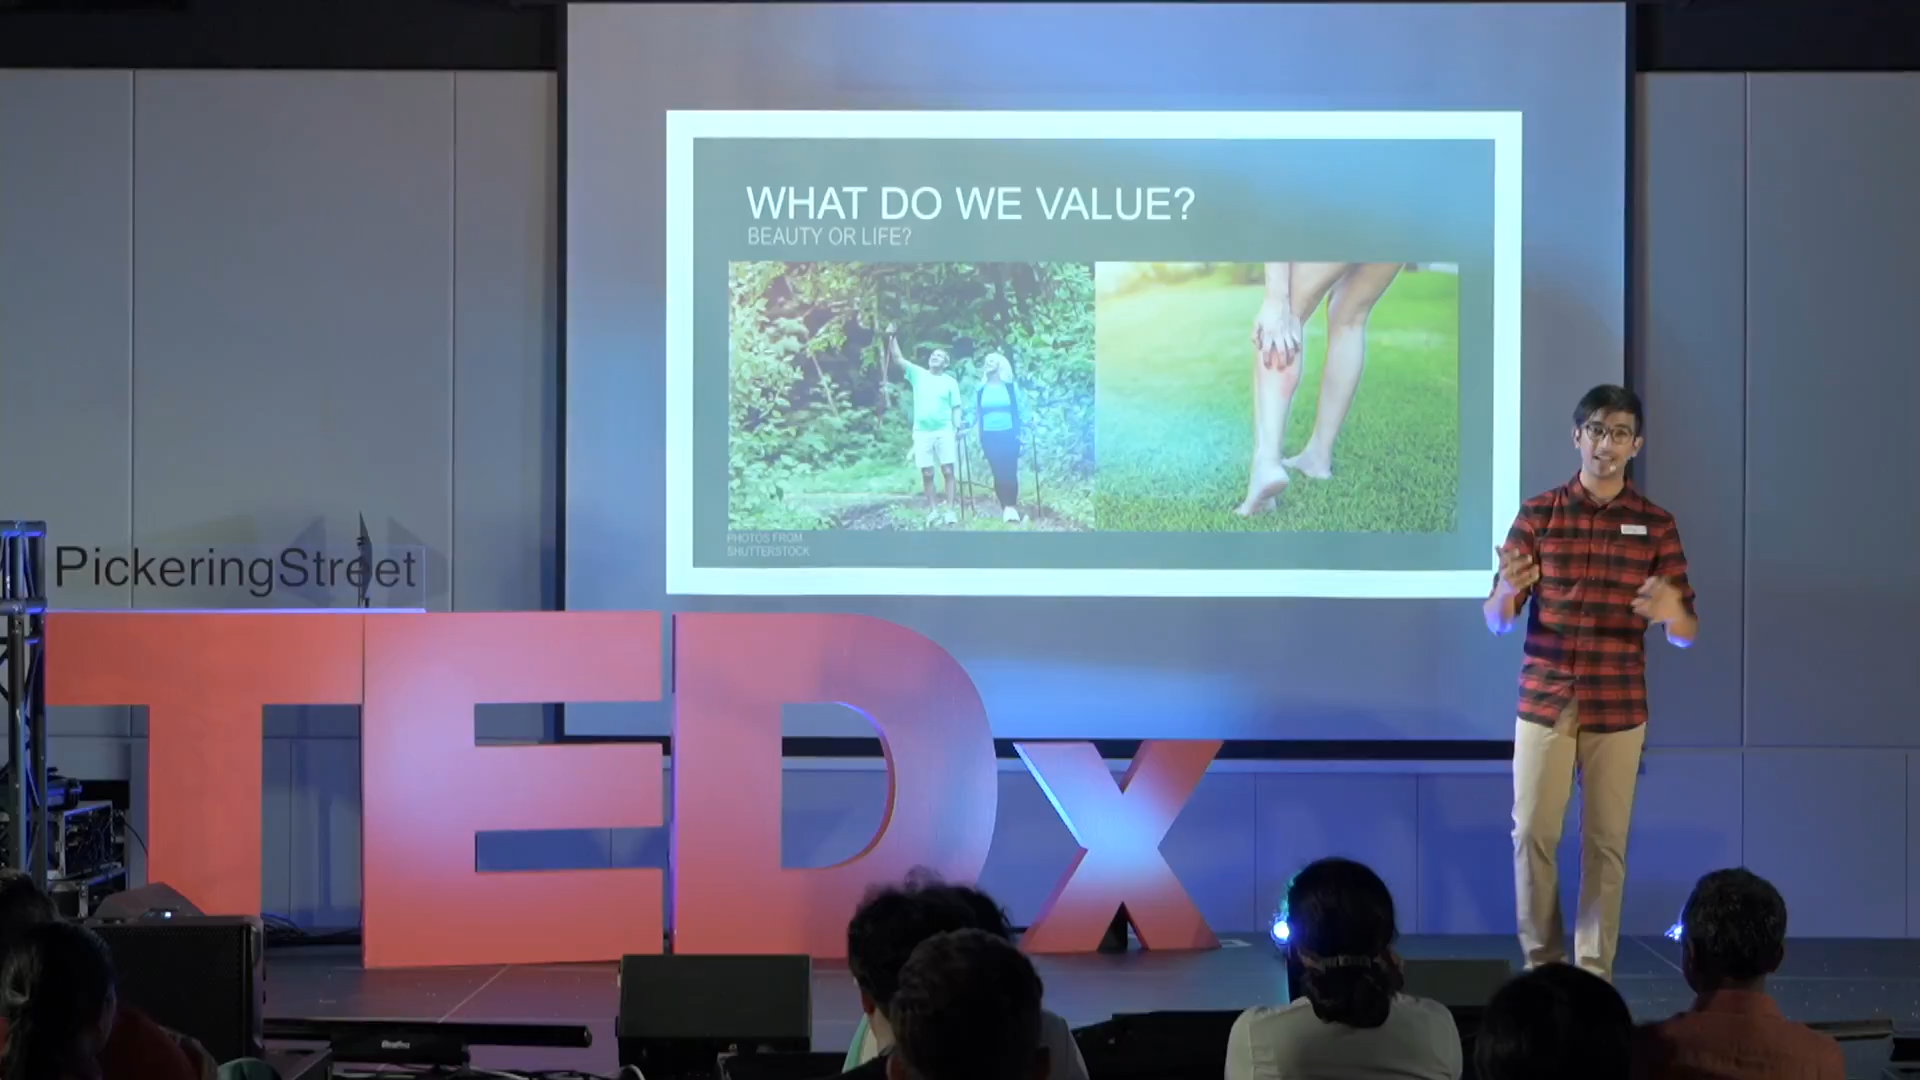 WHAT DO WE VALUE?
BEAUTY OR LIFE?
PHOTOS FROM
SHUTTERSTOCK
PickeringStreet
TEDx